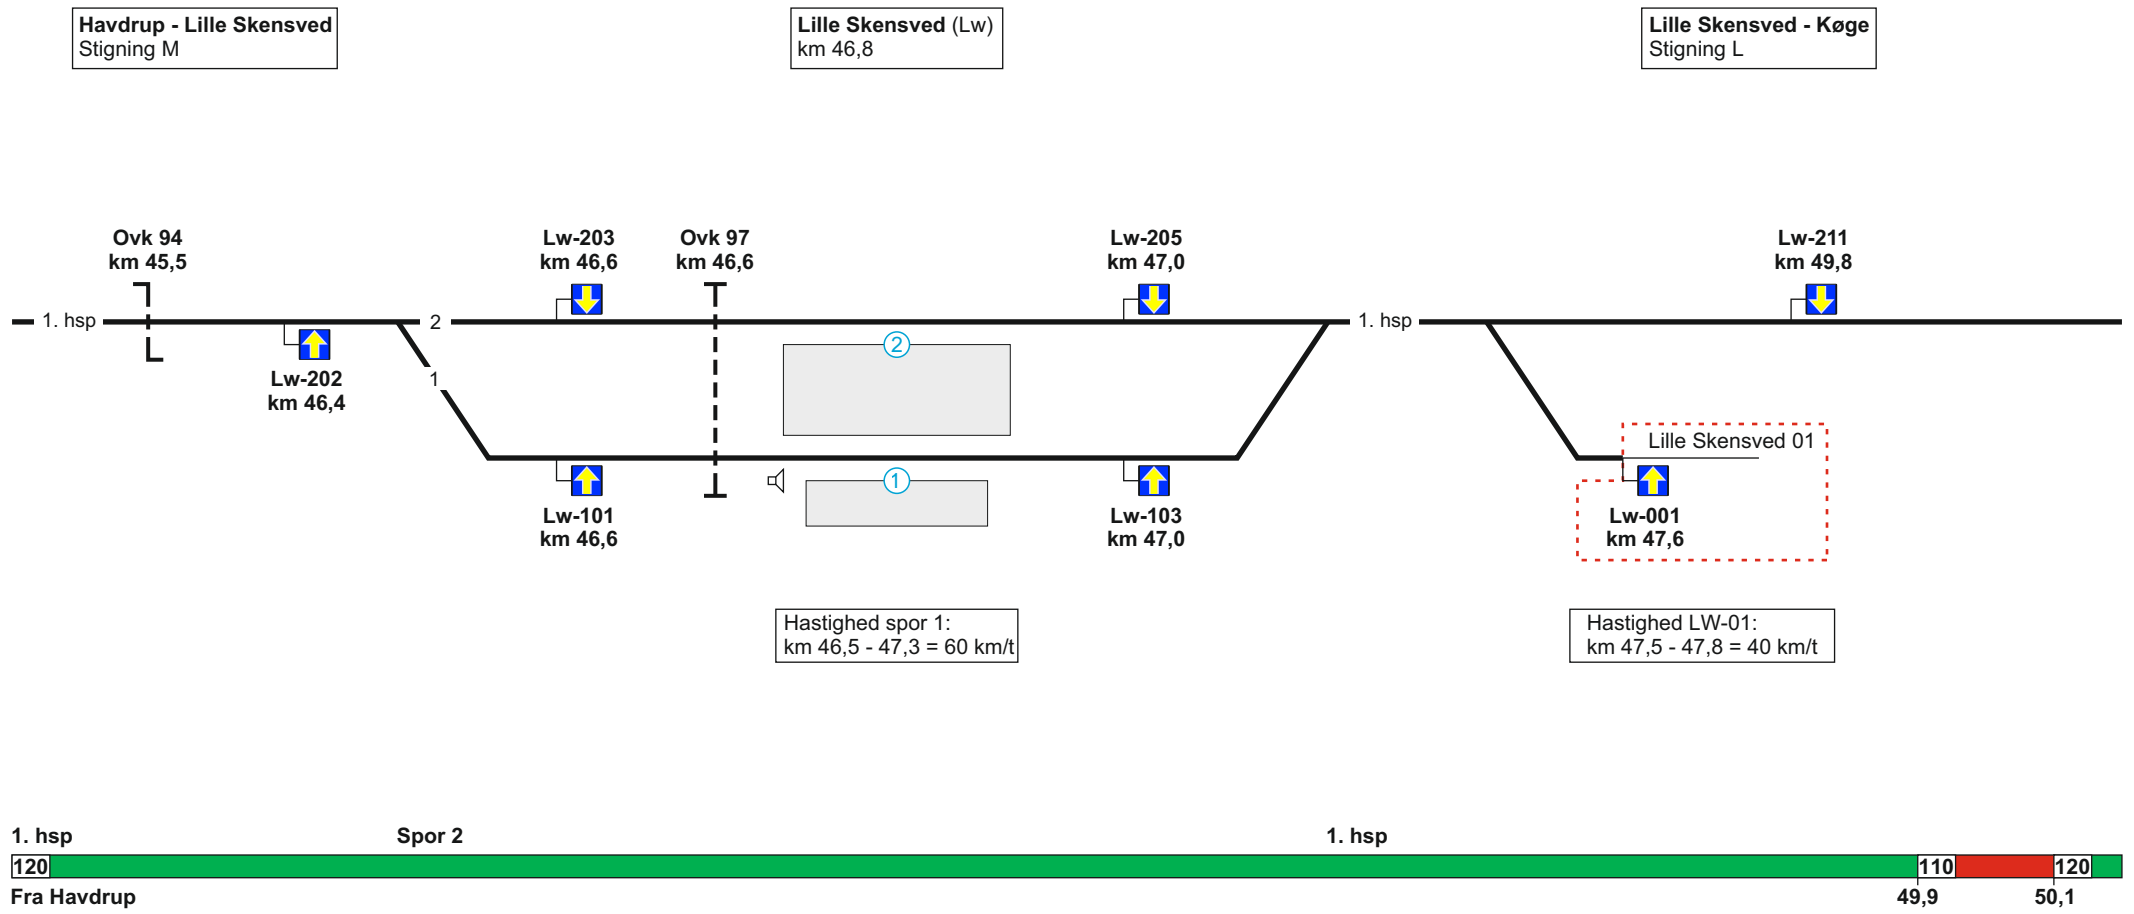 Havdrup - Lille Skensved
Stigning M
Lille Skensved (Lw)
km 46,8
Lille Skensved - Køge
Stigning L
Ovk 94
km 45,5
Lw-203
km 46,6
Ovk 97
km 46,6
Lw-205
km 47,0
Lw-211
km 49,8
1. hsp
2
1. hsp
2
Lw-202
km 46,4
1
Lille Skensved 01
1
Lw-101
km 46,6
Lw-103
km 47,0
Lw-001
km 47,6
Hastighed spor 1:
km 46,5 - 47,3 = 60 km/t
Hastighed LW-01:
km 47,5 - 47,8 = 40 km/t
1. hsp
Spor 2
1. hsp
120
110
120
Fra Havdrup
49,9
50,1